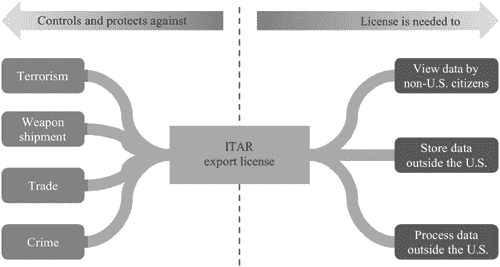 Controls and protects against
License is needed to
Terrorism
Weapon
shipment
Trade
Crime
ITAR
export license
View data by
non-U.S. citizens
Store data
outside the U.S.
Process data
outside the U.S.